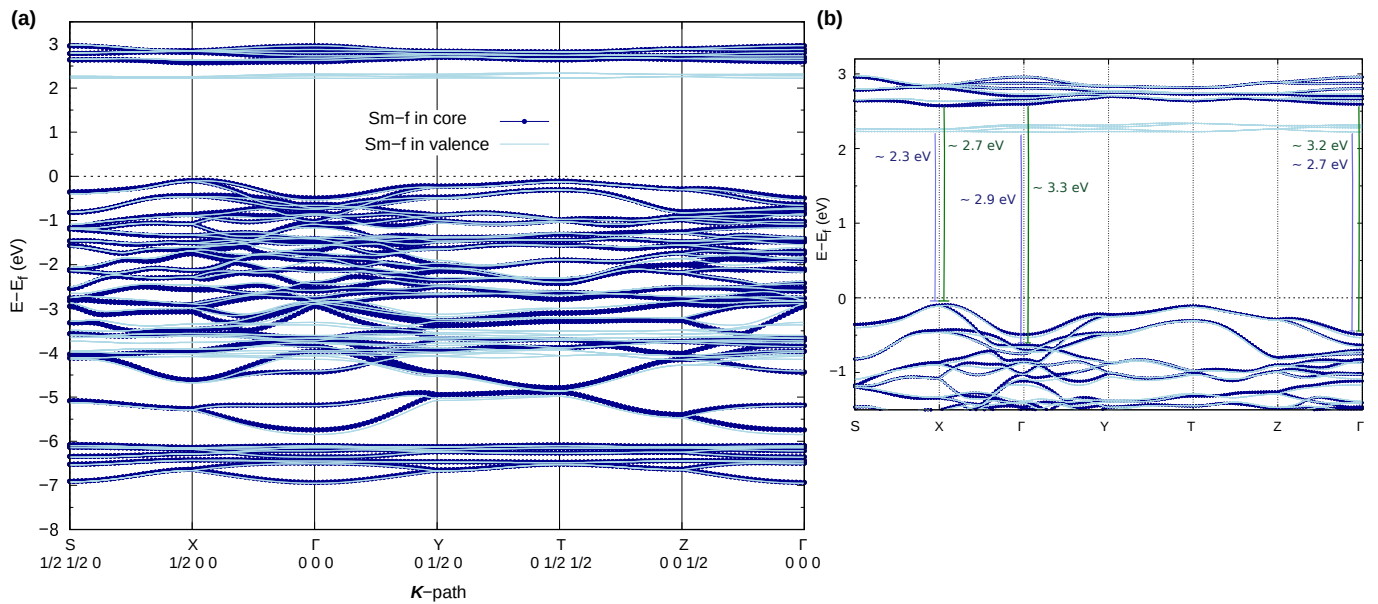 (a)
3
2
1
0
−1
−2
−3
−4
−5
−6
−7
−8
E−Ef (eV)
Sm−f in core
Sm−f in valence
S X Γ Y T Z Γ
1/2 1/2 0 1/2 0 0 0 0 0 0 1/2 0 0 1/2 1/2 0 0 1/2 0 0 0
K−path
(b)
3
2
1
0
−1
E−Ef (eV)
~ 2.3 eV
~ 2.7 eV
~ 2.9 eV
~ 3.3 eV
~ 3.2 eV
~ 2.7 eV
S X Γ Y T Z Γ